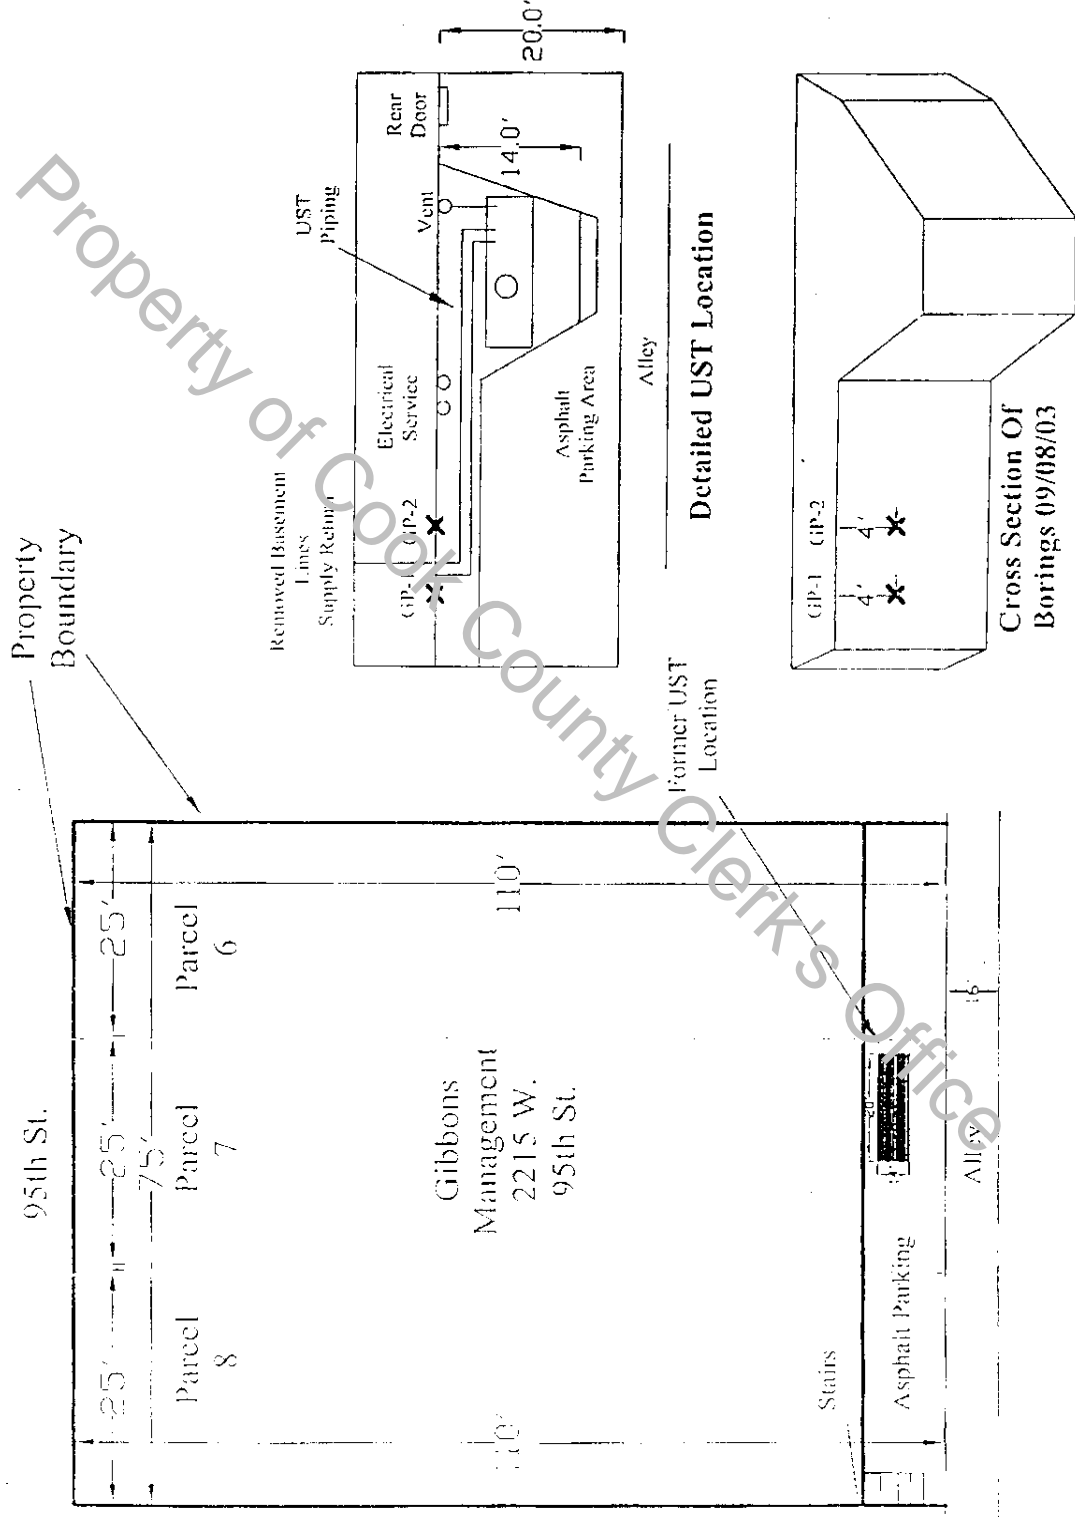 Property
Boundary
95th St.
25'
25'
25'
75'
Parcel
8
Parcel
7
Parcel
6
110'
110'
Gibbons
Management
2215 W.
95th St.
Stairs
Asphalt Parking
20'
Former UST
Location
16'
Alley
Removed Basement
Lines
Supply Return
GP-1
GP-2
Electrical
Service
UST
Piping
Vent
Rear
Door
14.0'
20.0'
Asphalt
Parking Area
Alley
Detailed UST Location
GP-1
GP-2
4'
4'
Cross Section Of
Borings 09/08/03
Property of Cook County Clerk's Office